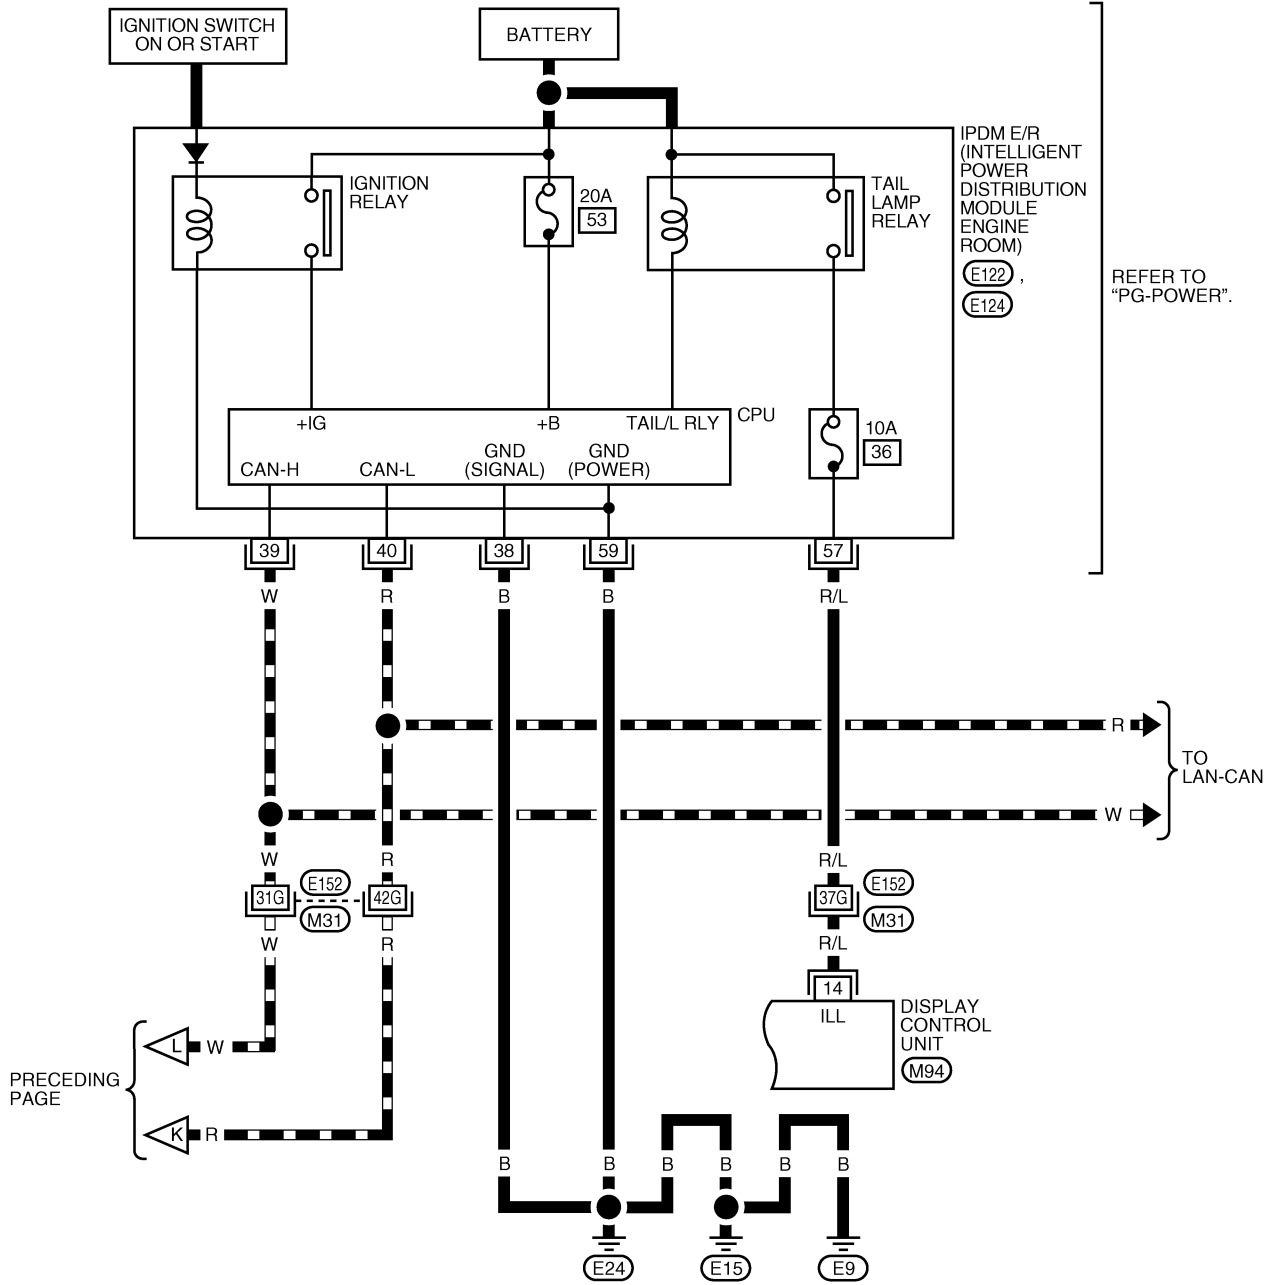 IGNITION SWITCH
ON OR START
BATTERY
IPDM E/R
(INTELLIGENT
POWER
DISTRIBUTION
MODULE
ENGINE
ROOM)
E122 ,
E124
REFER TO
“PG-POWER”.
IGNITION
RELAY
20A
53
TAIL
LAMP
RELAY
+IG
+B
TAIL/L RLY
CPU
CAN-H
CAN-L
GND
(SIGNAL)
GND
(POWER)
10A
36
39
40
38
59
57
W
R
B
B
R/L
R
TO
LAN-CAN
W
W
R
R/L
31G
E152
M31
42G
37G
E152
M31
W
R
R/L
14
ILL
DISPLAY
CONTROL
UNIT
M94
L
W
PRECEDING
PAGE
K
R
B
B
B
B
B
B
E24
E15
E9